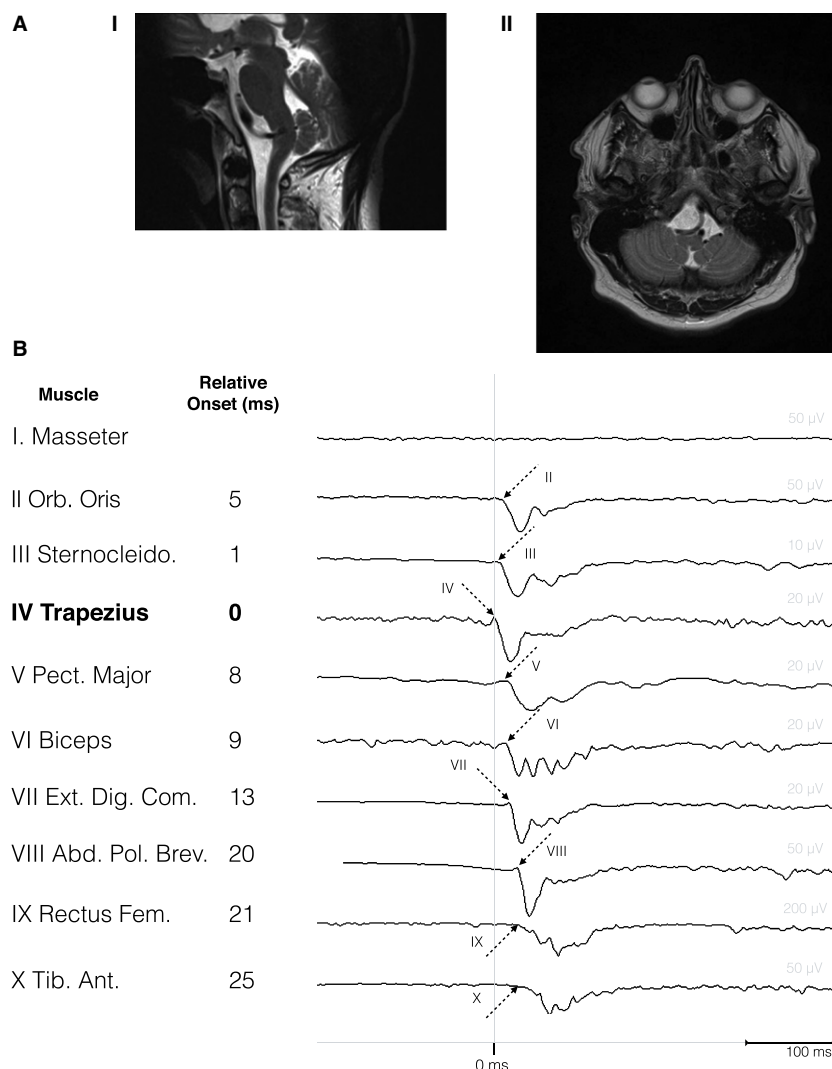 A
I
II
B
Muscle
Relative
Onset (ms)
I. Masseter
50 µV
II Orb. Oris
5
II
50 µV
III Sternocleido.
1
III
10 µV
IV Trapezius
0
IV
20 µV
V Pect. Major
8
V
20 µV
VI Biceps
9
VI
20 µV
VII Ext. Dig. Com.
13
VII
20 µV
VIII Abd. Pol. Brev.
20
VIII
50 µV
IX Rectus Fem.
21
IX
200 µV
X Tib. Ant.
25
X
50 µV
0 ms
100 ms